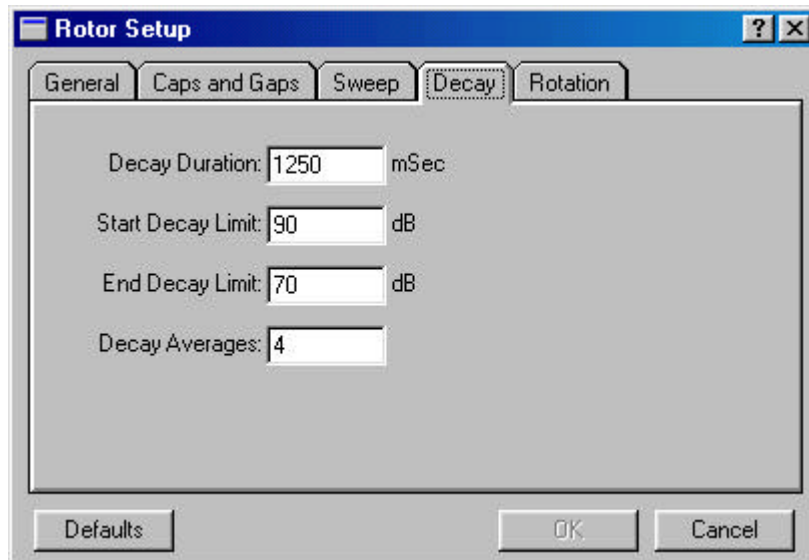 Rotor Setup
General Caps and Gaps Sweep Decay Rotation
Decay Duration: 1250 mSec
Start Decay Limit: 90 dB
End Decay Limit: 70 dB
Decay Averages: 4
Defaults OK Cancel